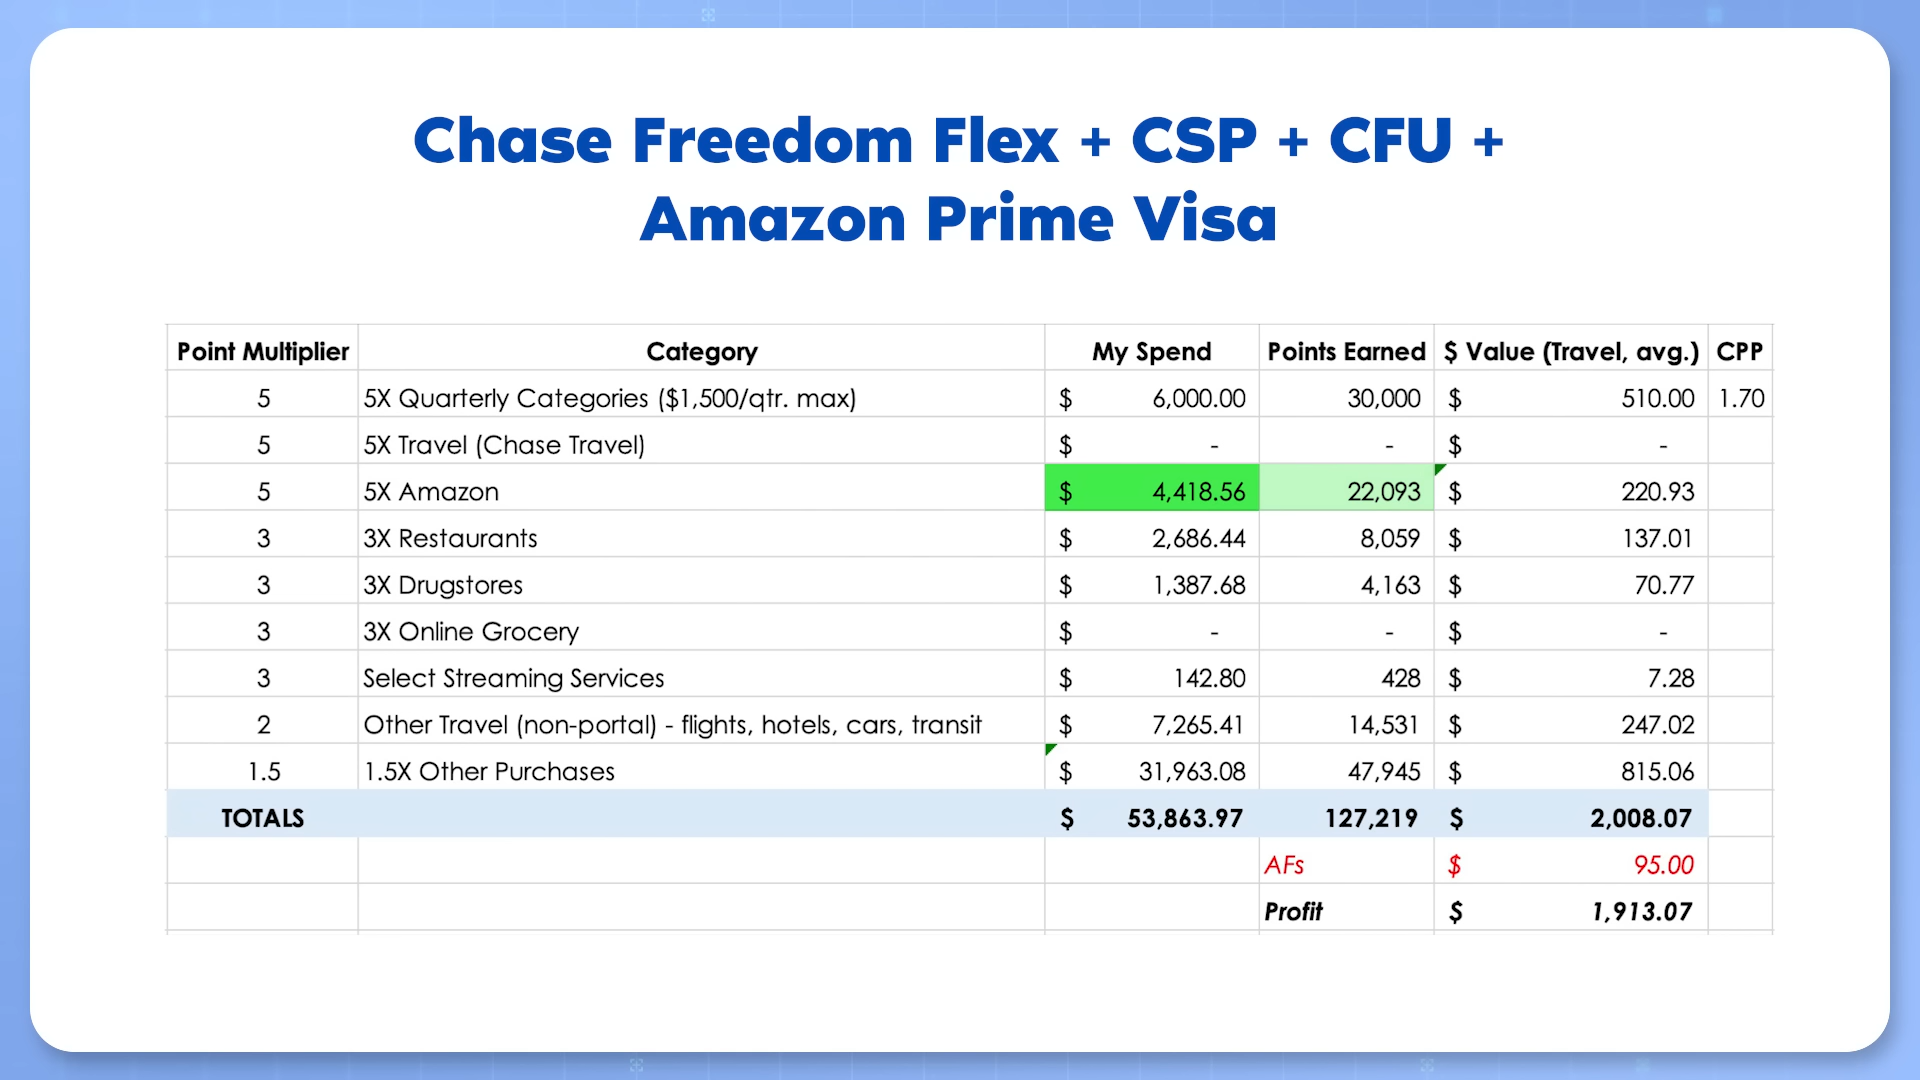 Chase Freedom Flex + CSP + CFU +
Amazon Prime Visa
Point Multiplier Category My Spend Points Earned $ Value (Travel, avg.) CPP
5 5X Quarterly Categories ($1,500/qtr. max) $ 6,000.00 30,000 $ 510.00 1.70
5 5X Travel (Chase Travel) $ - - $ -
5 5X Amazon $ 4,418.56 22,093 $ 220.93
3 3X Restaurants $ 2,686.44 8,059 $ 137.01
3 3X Drugstores $ 1,387.68 4,163 $ 70.77
3 3X Online Grocery $ - - $ -
3 Select Streaming Services $ 142.80 428 $ 7.28
2 Other Travel (non-portal) - flights, hotels, cars, transit $ 7,265.41 14,531 $ 247.02
1.5 1.5X Other Purchases $ 31,963.08 47,945 $ 815.06
TOTALS $ 53,863.97 127,219 $ 2,008.07
AFs $ 95.00
Profit $ 1,913.07